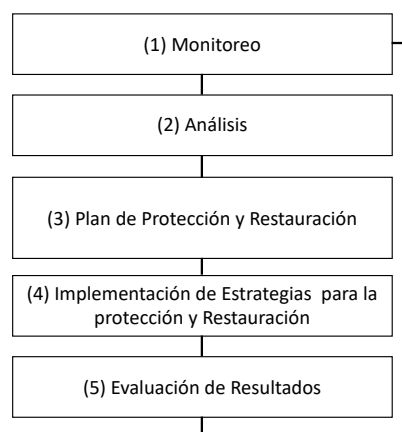 (1) Monitoreo
(2) Análisis
(3) Plan de Protección y Restauración
(4) Implementación de Estrategias  para la
protección y Restauración
(5) Evaluación de Resultados